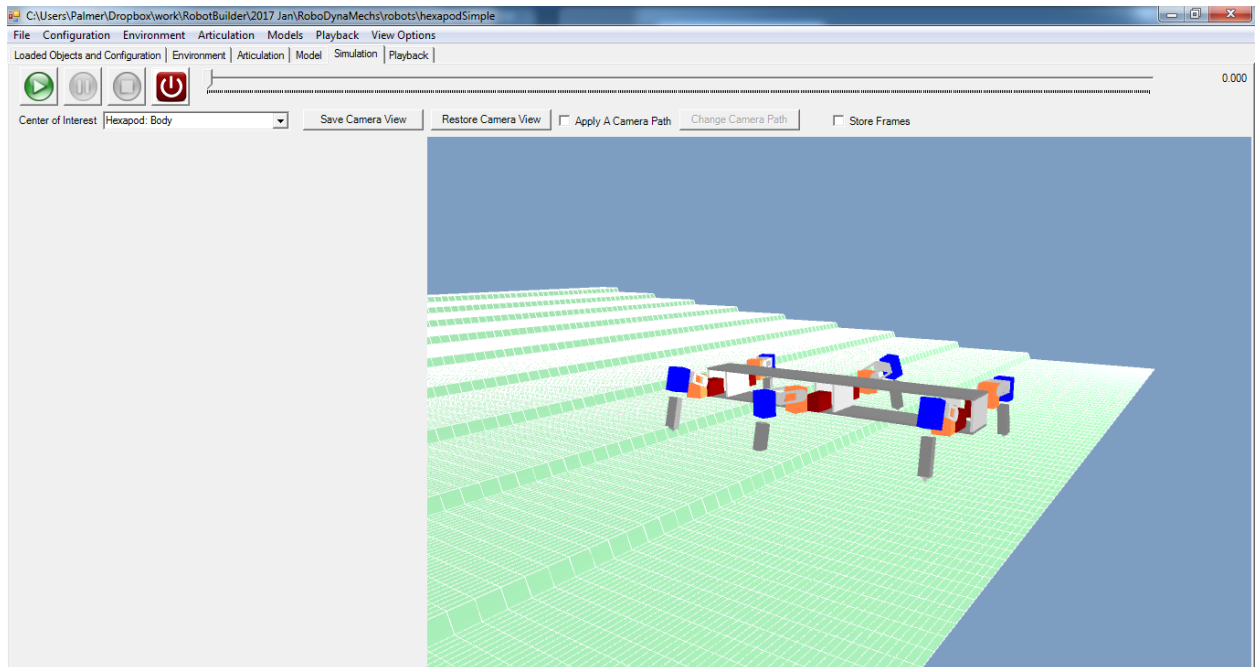 C:\Users\Palmer\Dropbox\work\RobotBuilder\2017 Jan\RoboDynaMechs\robots\hexapodSimple
File Configuration Environment Articulation Models Playback View Options
Loaded Objects and Configuration Environment Articulation Model Simulation Playback
0.000
Center of Interest Hexapod: Body Save Camera View Restore Camera View Apply A Camera Path Change Camera Path Store Frames